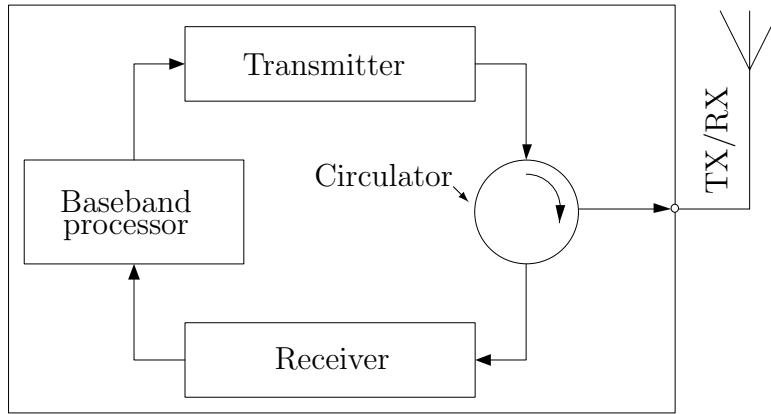 Transmitter
TX/RX
Circulator
Baseband
processor
Receiver